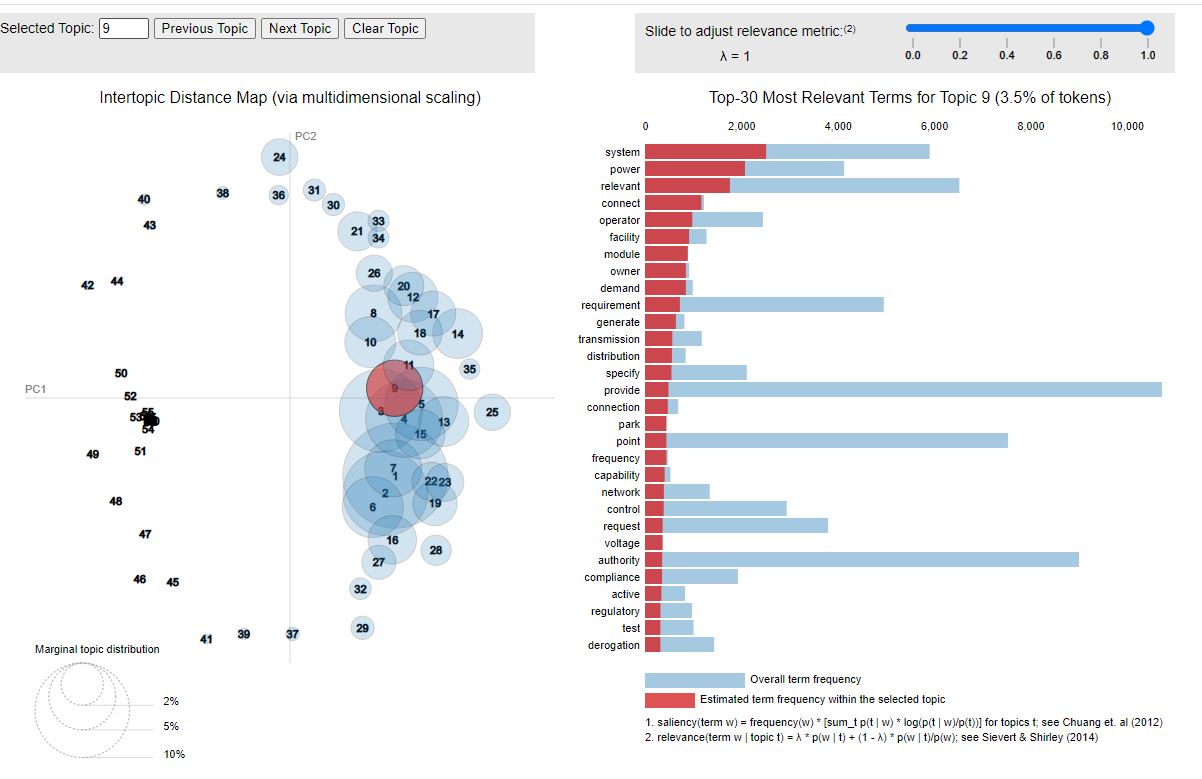 Selected Topic: 9 Previous Topic Next Topic Clear Topic
Slide to adjust relevance metric:(2)
λ = 1
0.0 0.2 0.4 0.6 0.8 1.0
Intertopic Distance Map (via multidimensional scaling)
PC2
PC1
24
40
38
36
31
30
43
21
33
34
42
44
26
20
12
8
17
18
14
10
11
35
50
9
52
3
5
25
55
53
4
13
54
15
49
51
7
1
22
23
2
48
6
19
47
16
28
27
46
45
32
29
41
39
37
Marginal topic distribution
2%
5%
10%
Top-30 Most Relevant Terms for Topic 9 (3.5% of tokens)
0 2,000 4,000 6,000 8,000 10,000
system
power
relevant
connect
operator
facility
module
owner
demand
requirement
generate
transmission
distribution
specify
provide
connection
park
point
frequency
capability
network
control
request
voltage
authority
compliance
active
regulatory
test
derogation
Overall term frequency
Estimated term frequency within the selected topic
1. saliency(term w) = frequency(w) * [sum_t p(t | w) * log(p(t | w)/p(t))] for topics t; see Chuang et. al (2012)
2. relevance(term w | topic t) = λ * p(w | t) + (1 - λ) * p(w | t)/p(w); see Sievert & Shirley (2014)